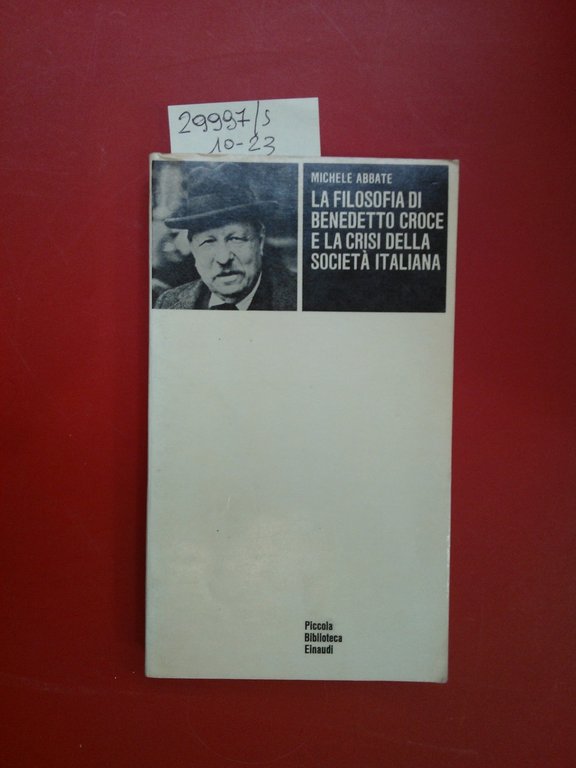 29997/s
10-23
MICHELE ABBATE
LA FILOSOFIA DI
BENEDETTO CROCE
E LA CRISI DELLA
SOCIETÀ ITALIANA
Piccola
Biblioteca
Einaudi